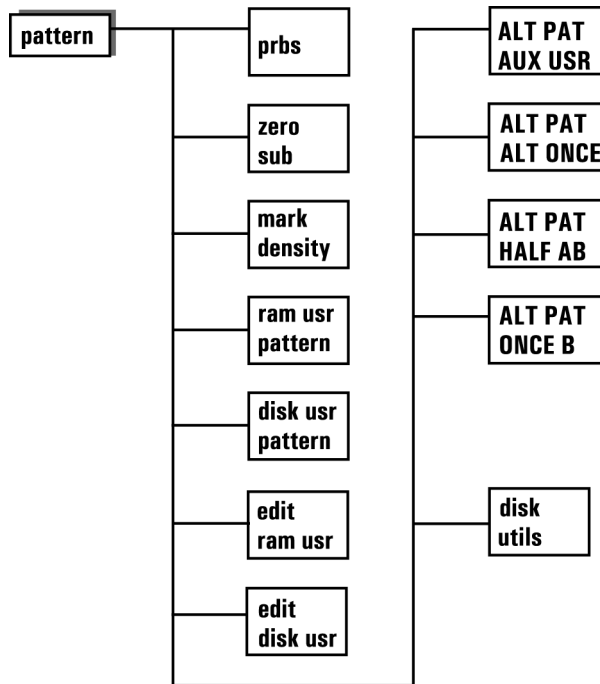 pattern
prbs
zero
sub
mark
density
ram usr
pattern
disk usr
pattern
edit
ram usr
edit
disk usr
ALT PAT
AUX USR
ALT PAT
ALT ONCE
ALT PAT
HALF AB
ALT PAT
ONCE B
disk
utils